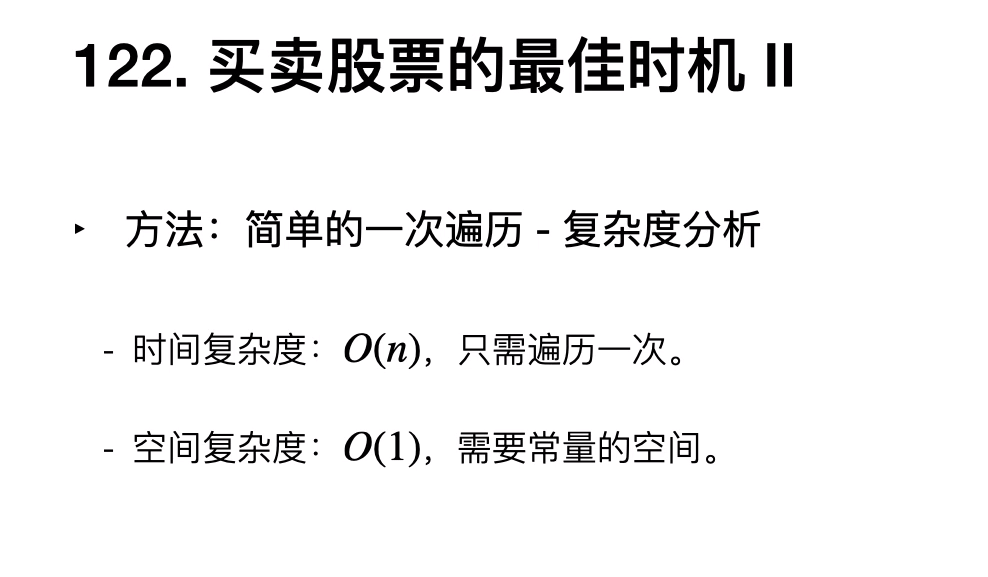 122. 买卖股票的最佳时机 II
‣ 方法：简单的一次遍历 - 复杂度分析
- 时间复杂度：O(n)，只需遍历一次。
- 空间复杂度：O(1)，需要常量的空间。